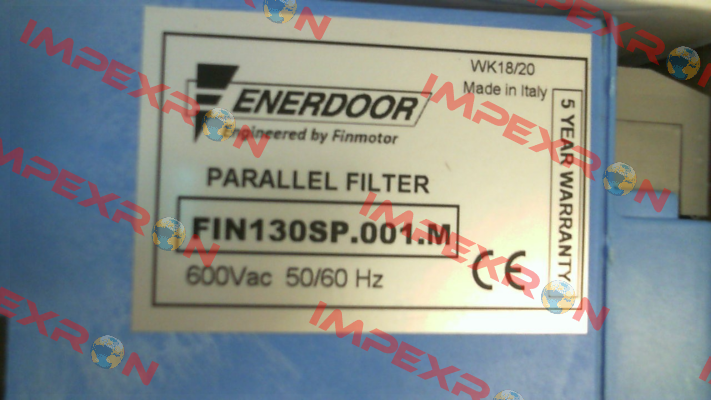 WK18/20
ENERDOOR
Made in Italy
Engineered by Finmotor
PARALLEL FILTER
FIN130SP.001.M
600Vac 50/60 Hz
CE
5 YEAR WARRANTY
IMPEXRON
IMPEXRON
IMPEXRON
IMPEXRON
IMPEXRON
IMPEXRON
IMPEXRON